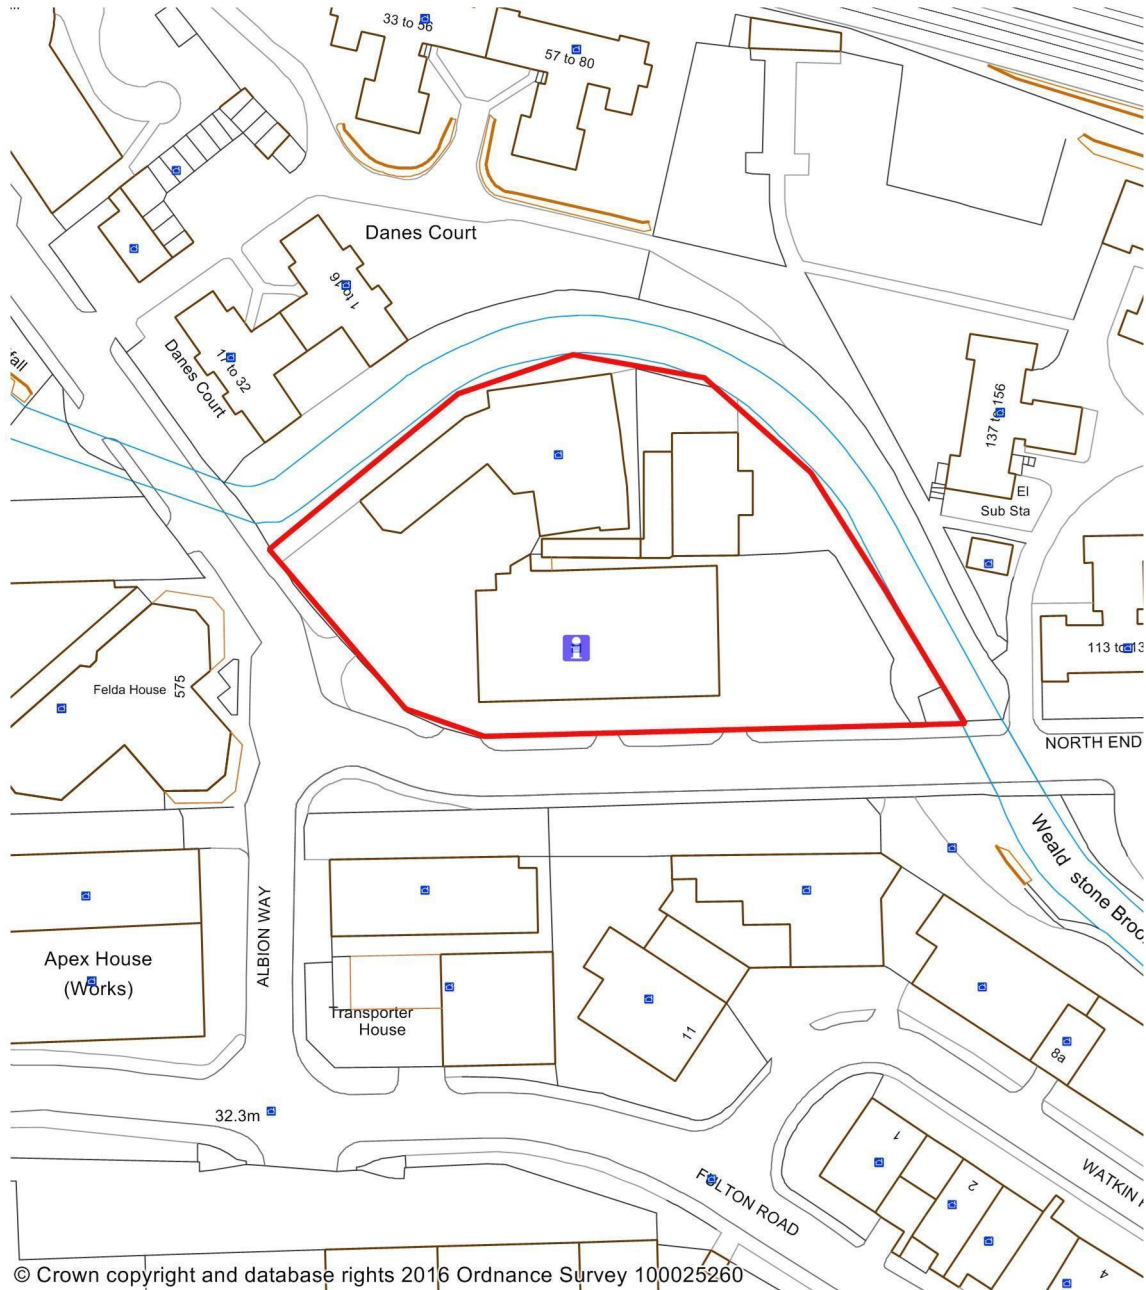 33 to 56
57 to 80
Danes Court
1 to 16
17 to 32
Danes Court
fall
137 to 156
El
Sub Sta
113 to 13
Felda House
575
NORTH END
Weald stone Broo
ALBION WAY
Apex House
(Works)
Transporter
House
11
8a
32.3m
1
2
FULTON ROAD
WATKIN
4
© Crown copyright and database rights 2016 Ordnance Survey 100025260